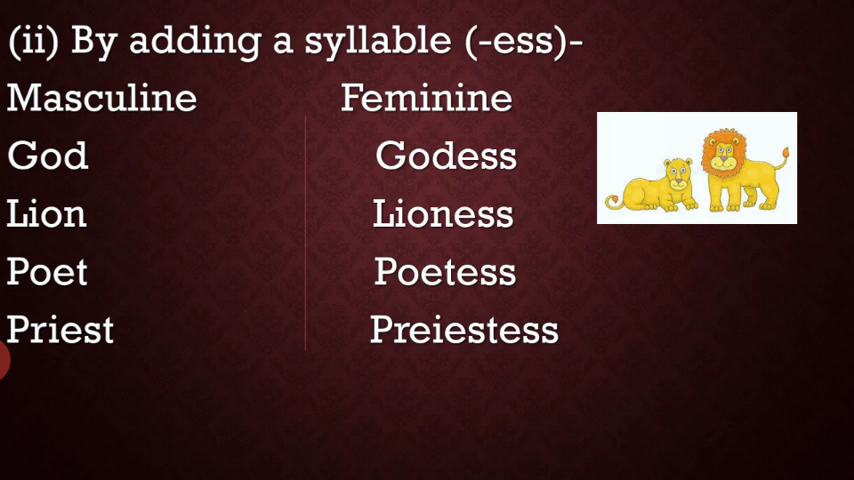 (ii) By adding a syllable (-ess)-
Masculine Feminine
God Godess
Lion Lioness
Poet Poetess
Priest Preiestess